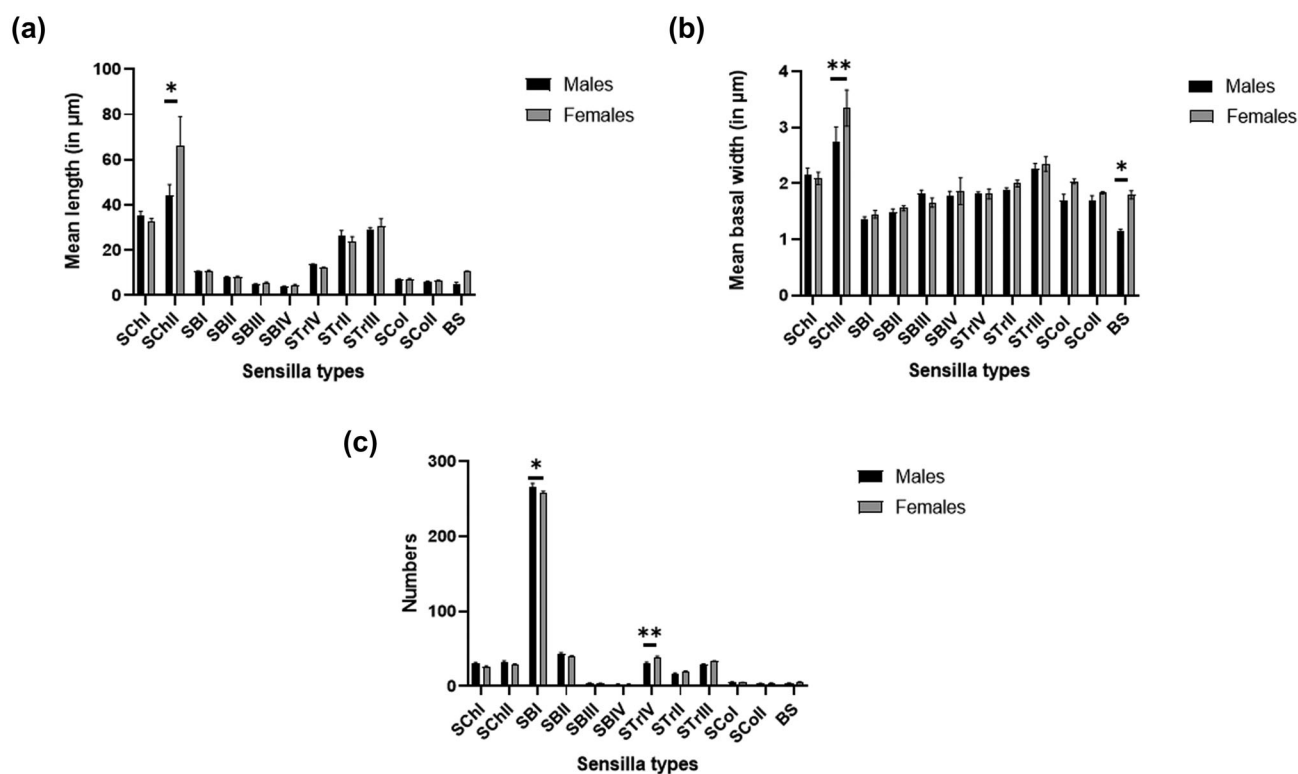 (a)
100
80
60
40
20
0
Mean length (in µm)
*
Males
Females
SChI
SChII
SBI
SBII
SBIII
SBIV
STrIV
STrII
STrIII
SCoI
SCoII
BS
Sensilla types
(b)
4
3
2
1
0
Mean basal width (in µm)
**
*
Males
Females
SChI
SChII
SBI
SBII
SBIII
SBIV
STrIV
STrII
STrIII
SCoI
SCoII
BS
Sensilla types
(c)
300
200
100
0
Numbers
*
**
Males
Females
SChI
SChII
SBI
SBII
SBIII
SBIV
STrIV
STrII
STrIII
SCoI
SCoII
BS
Sensilla types